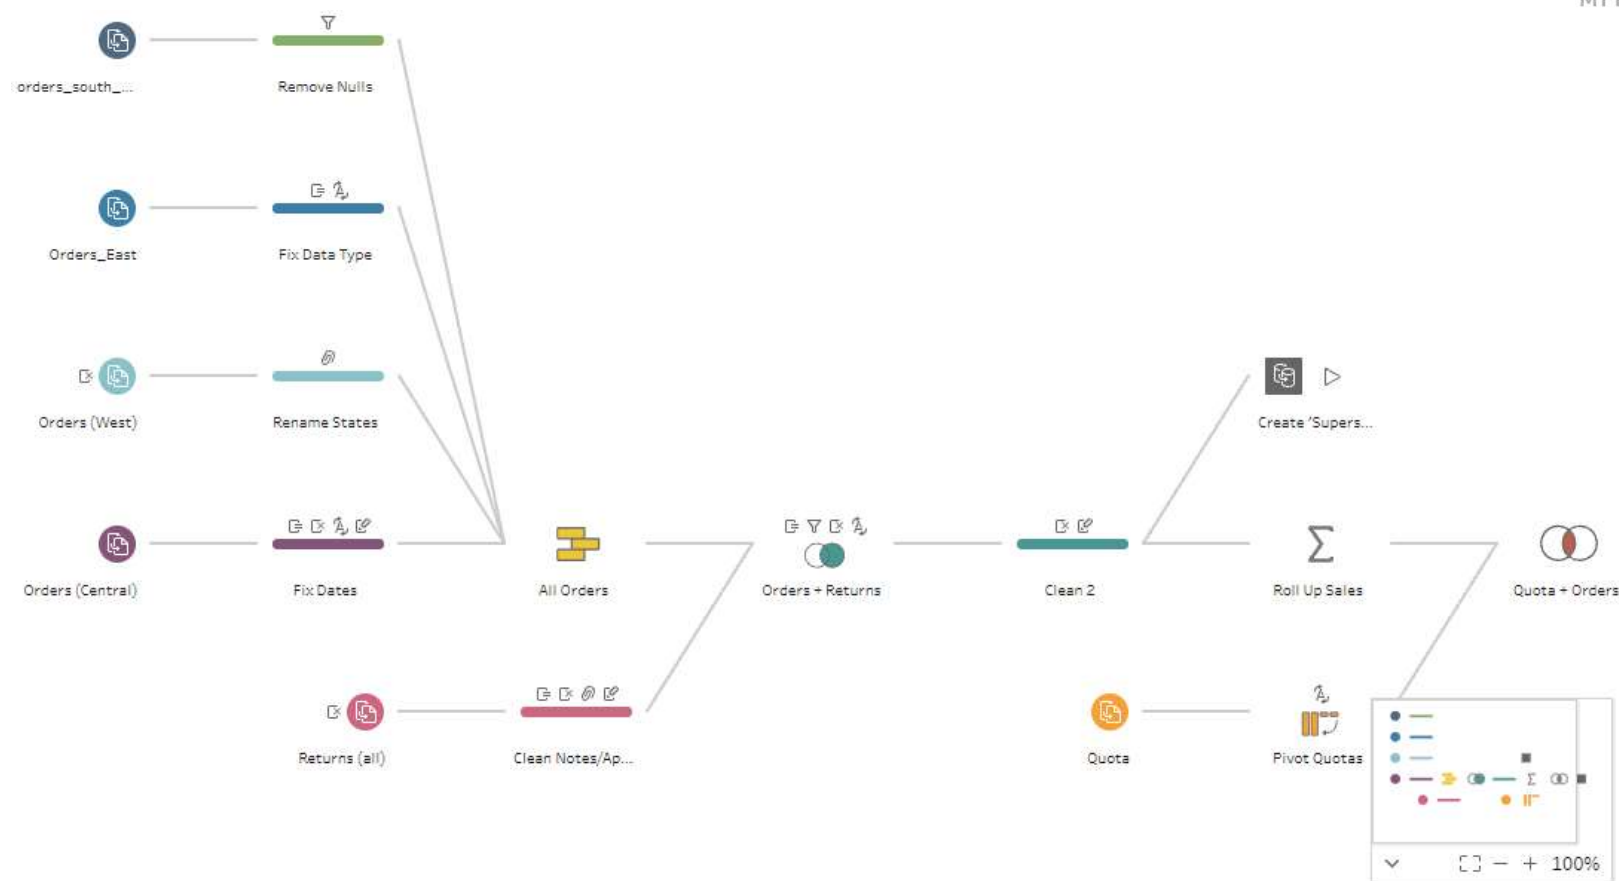 orders_south_...
Remove Nulls
Orders_East
Fix Data Type
Orders (West)
Rename States
Create 'Supers...
Orders (Central)
Fix Dates
All Orders
Orders + Returns
Clean 2
Roll Up Sales
Quota + Orders
Returns (all)
Clean Notes/Ap...
Quota
Pivot Quotas
100%